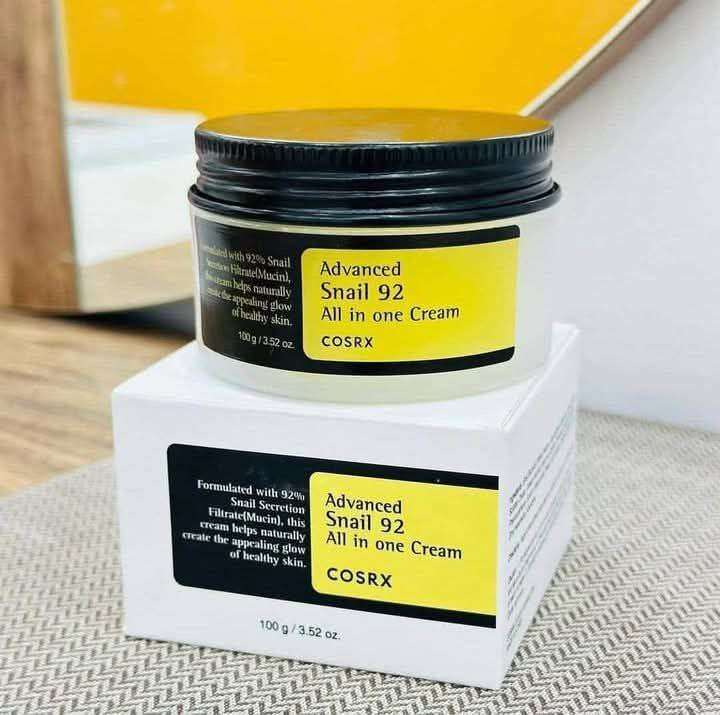 Formulated with 92% Snail
Secretion Filtrate(Mucin),
this cream helps naturally
create the appealing glow
of healthy skin.
100 g / 3.52 oz.
Advanced
Snail 92
All in one Cream
COSRX
Formulated with 92%
Snail Secretion
Filtrate(Mucin), this
cream helps naturally
create the appealing glow
of healthy skin.
Advanced
Snail 92
All in one Cream
COSRX
100 g / 3.52 oz.